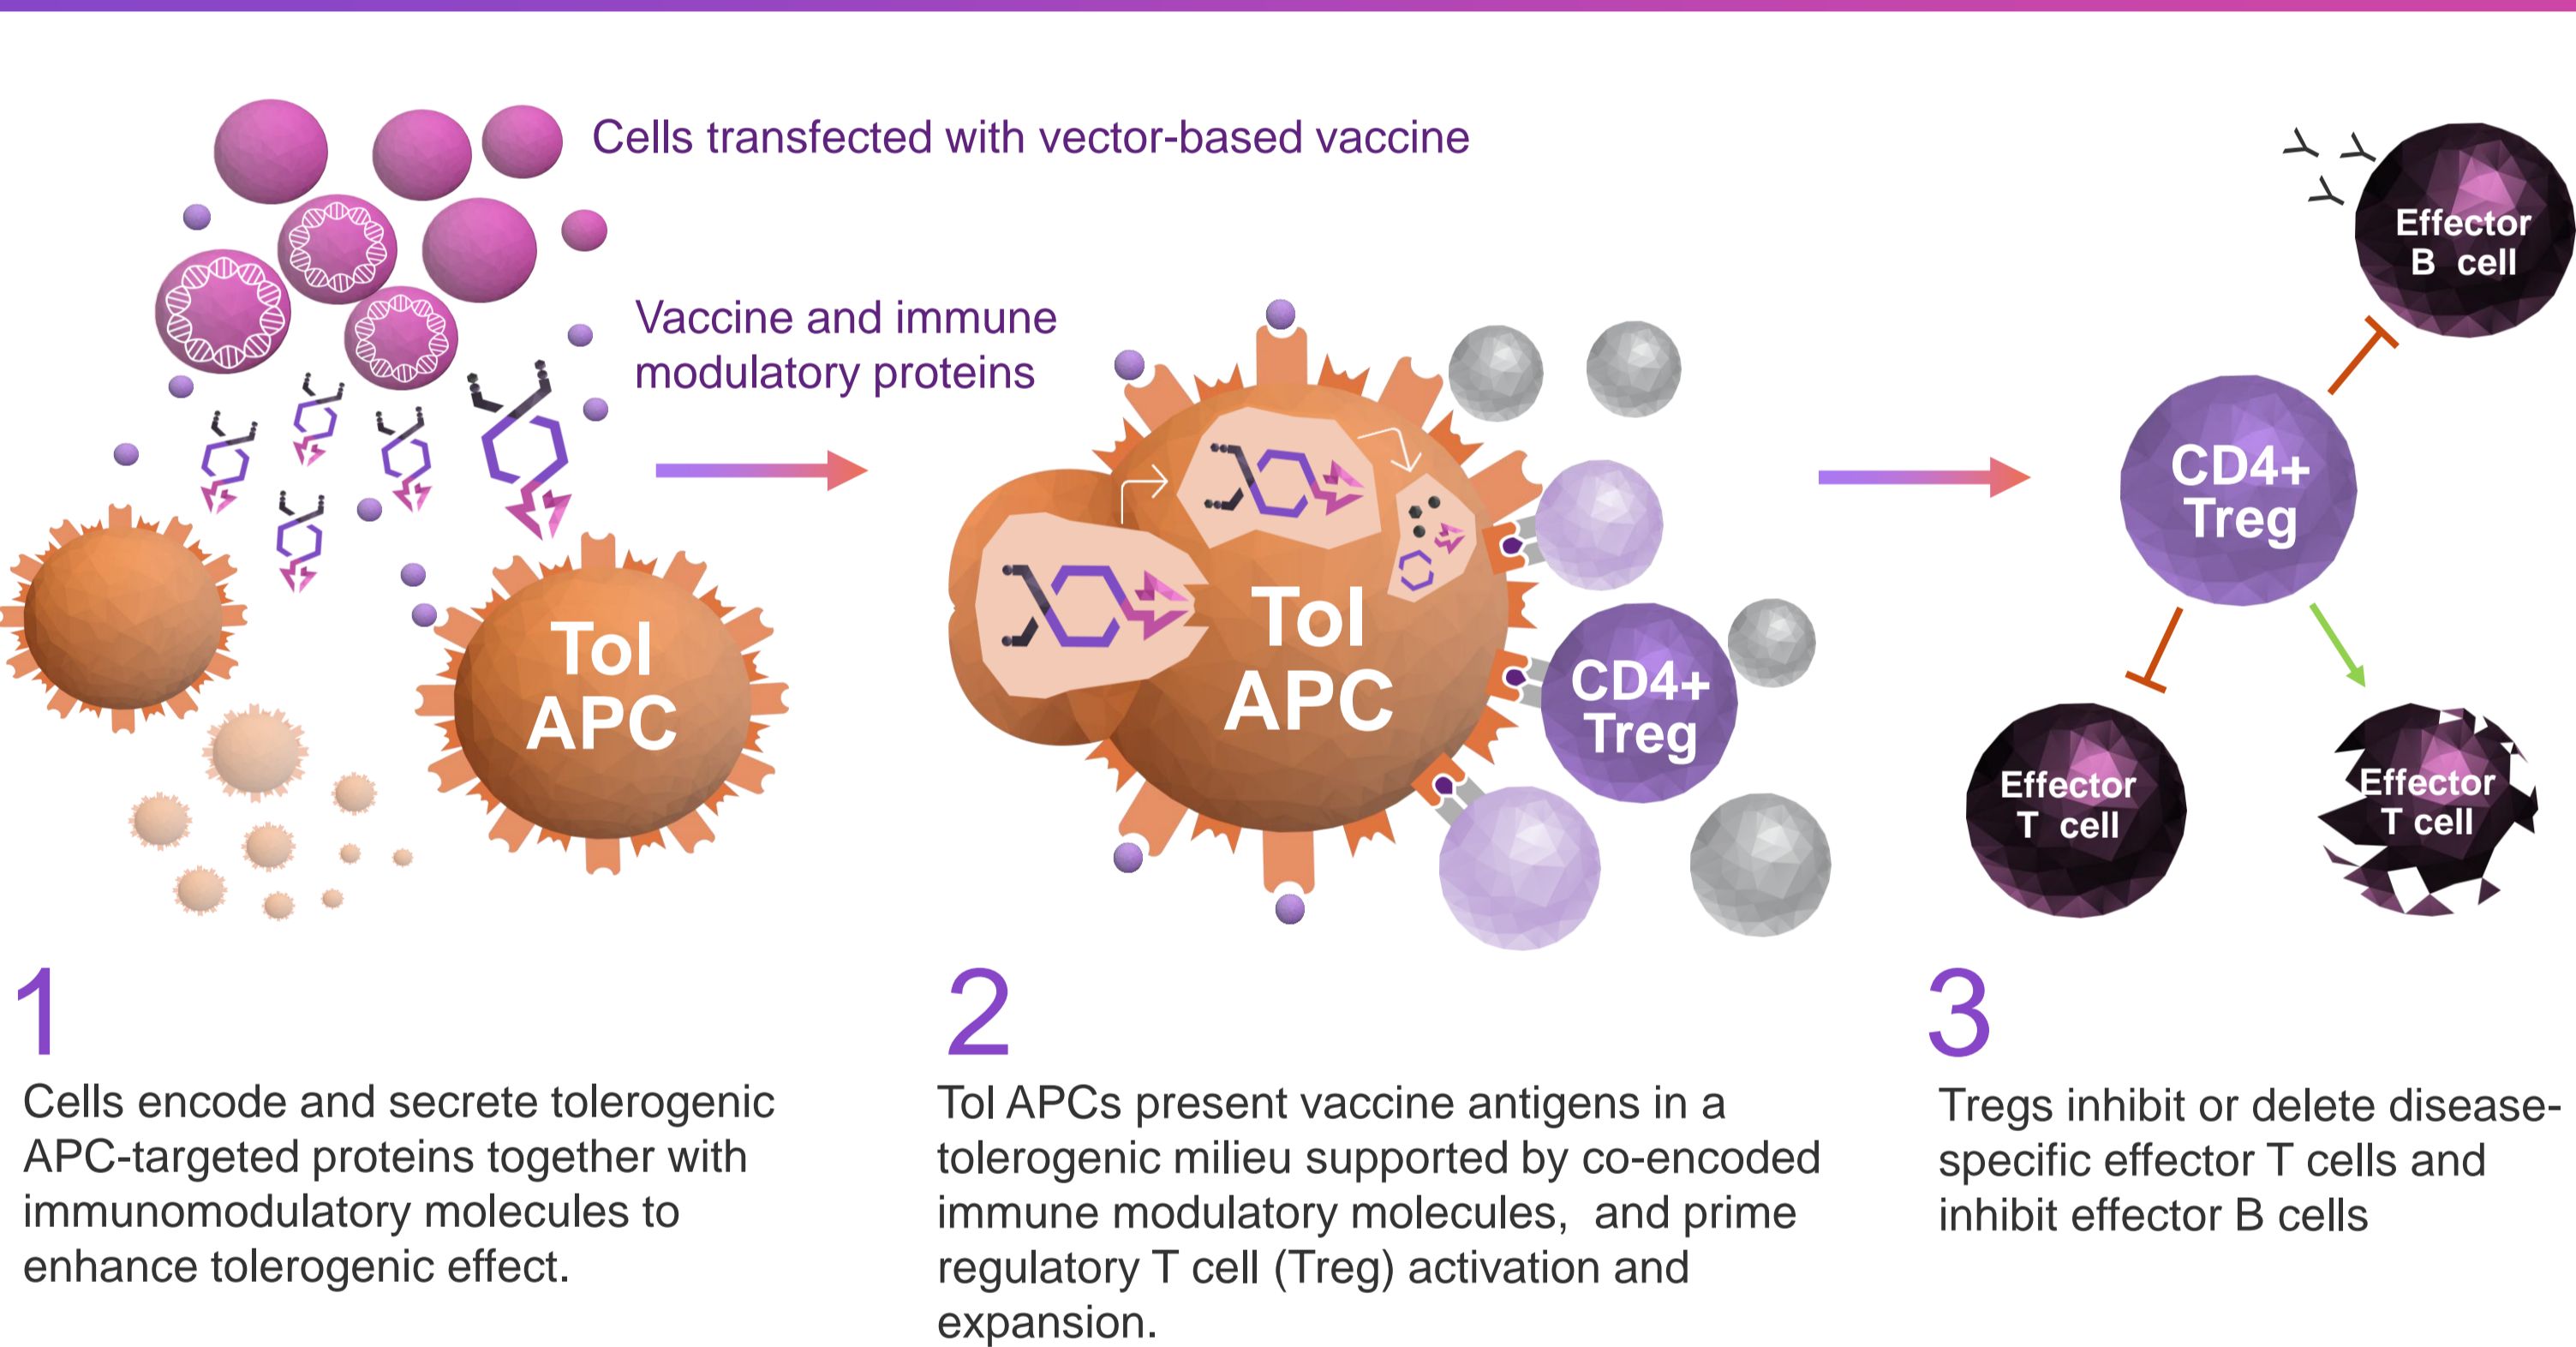 Cells transfected with vector-based vaccine
Vaccine and immune
modulatory proteins
Tol
APC
Tol
APC
CD4+
Treg
Effector
B cell
CD4+
Treg
Effector
T cell
Effector
T cell
1
Cells encode and secrete tolerogenic
APC-targeted proteins together with
immunomodulatory molecules to
enhance tolerogenic effect.
2
Tol APCs present vaccine antigens in a
tolerogenic milieu supported by co-encoded
immune modulatory molecules,  and prime
regulatory T cell (Treg) activation and
expansion.
3
Tregs inhibit or delete disease-
specific effector T cells and
inhibit effector B cells